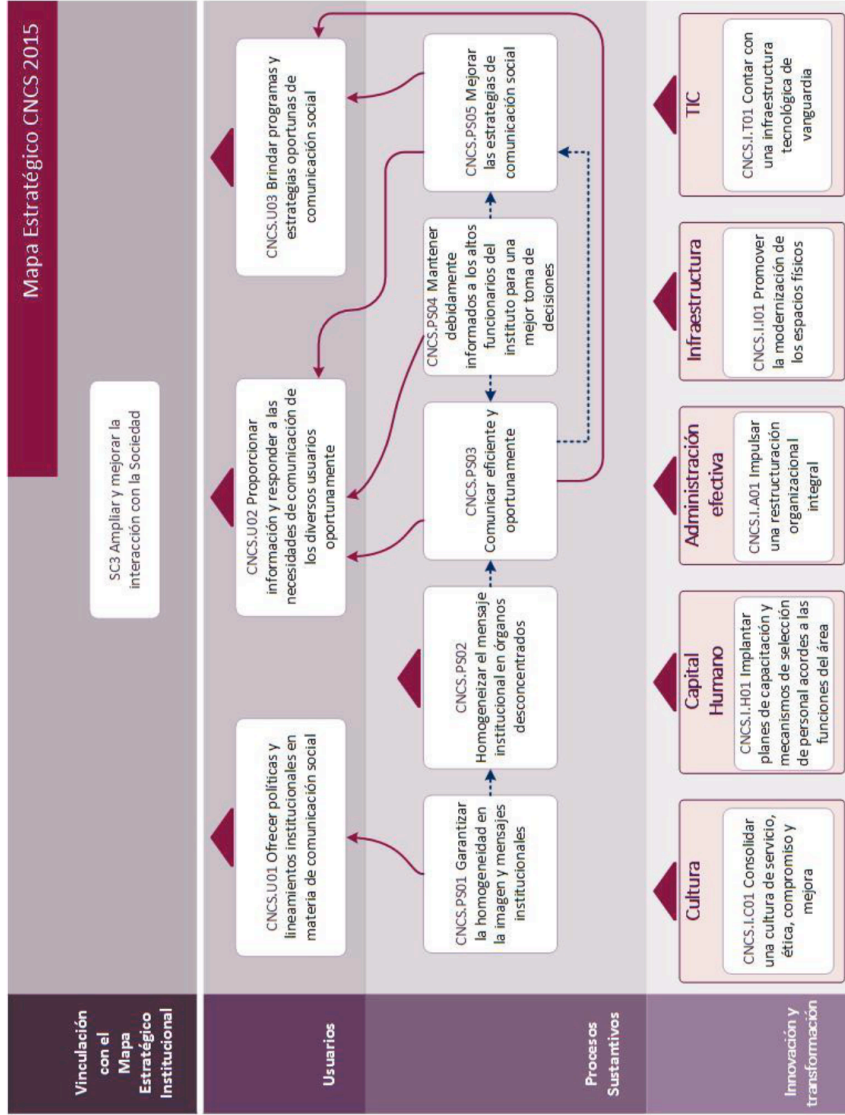 Mapa Estratégico CNCS 2015
Vinculación
con el
Mapa
Estratégico
Institucional
SC3 Ampliar y mejorar la
interacción con la Sociedad
Usuarios
CNCS.U01 Ofrecer políticas y
lineamientos institucionales en
materia de comunicación social
CNCS.U02 Proporcionar
información y responder a las
necesidades de comunicación de
los diversos usuarios
oportunamente
CNCS.U03 Brindar programas y
estrategias oportunas de
comunicación social
Procesos
Sustantivos
CNCS.PS01 Garantizar
la homogeneidad en
la imagen y mensajes
institucionales
CNCS.PS02
Homogeneizar el mensaje
institucional en órganos
desconcentrados
CNCS.PS03
Comunicar eficiente y
oportunamente
CNCS.PS04 Mantener
debidamente
informados a los altos
funcionarios del
instituto para una
mejor toma de
decisiones
CNCS.PS05 Mejorar
las estrategias de
comunicación social
Innovación y
transformación
Cultura
CNCS.I.C01 Consolidar
una cultura de servicio,
ética, compromiso y
mejora
Capital
Humano
CNCS.I.H01 Implantar
planes de capacitación y
mecanismos de selección
de personal acordes a las
funciones del área
Administración
efectiva
CNCS.I.A01 Impulsar
una restructuración
organizacional
integral
Infraestructura
CNCS.I.I01 Promover
la modernización de
los espacios físicos
TIC
CNCS.I.T01 Contar con
una infraestructura
tecnológica de
vanguardia